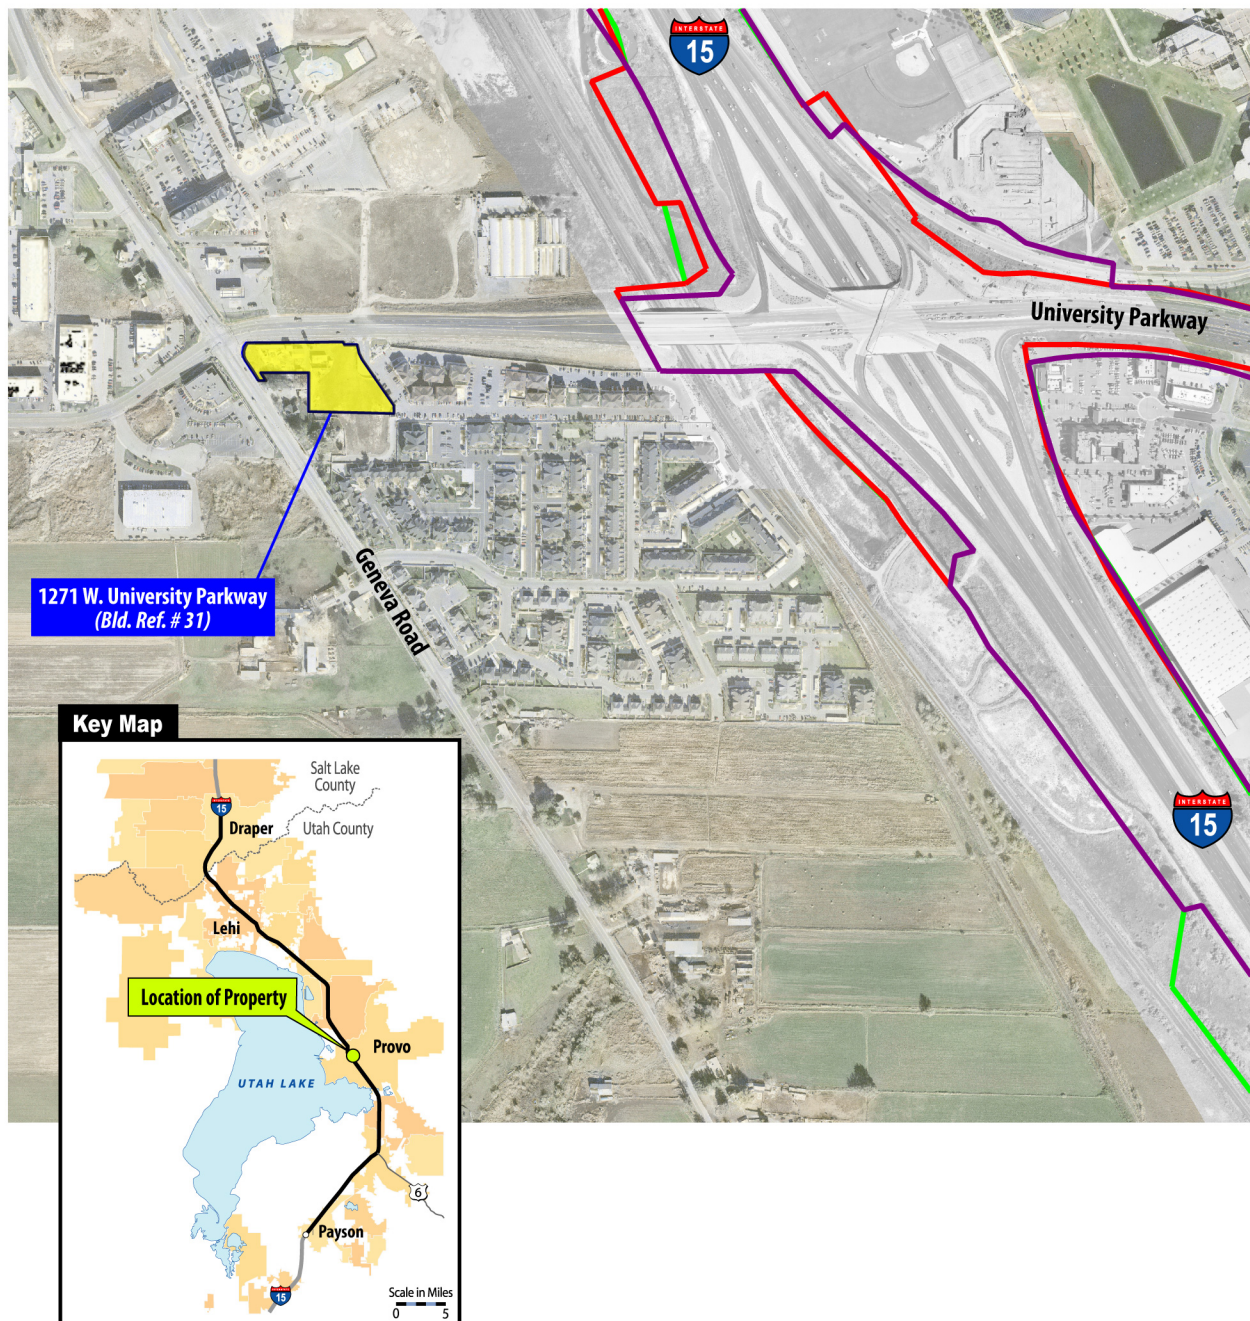 INTERSTATE
15
University Parkway
1271 W. University Parkway
(Bld. Ref. # 31)
Geneva Road
INTERSTATE
15
Key Map
Salt Lake
County
INTERSTATE
15
Draper
Utah County
Lehi
Location of Property
Provo
UTAH LAKE
6
Payson
INTERSTATE
15
Scale in Miles
0 5